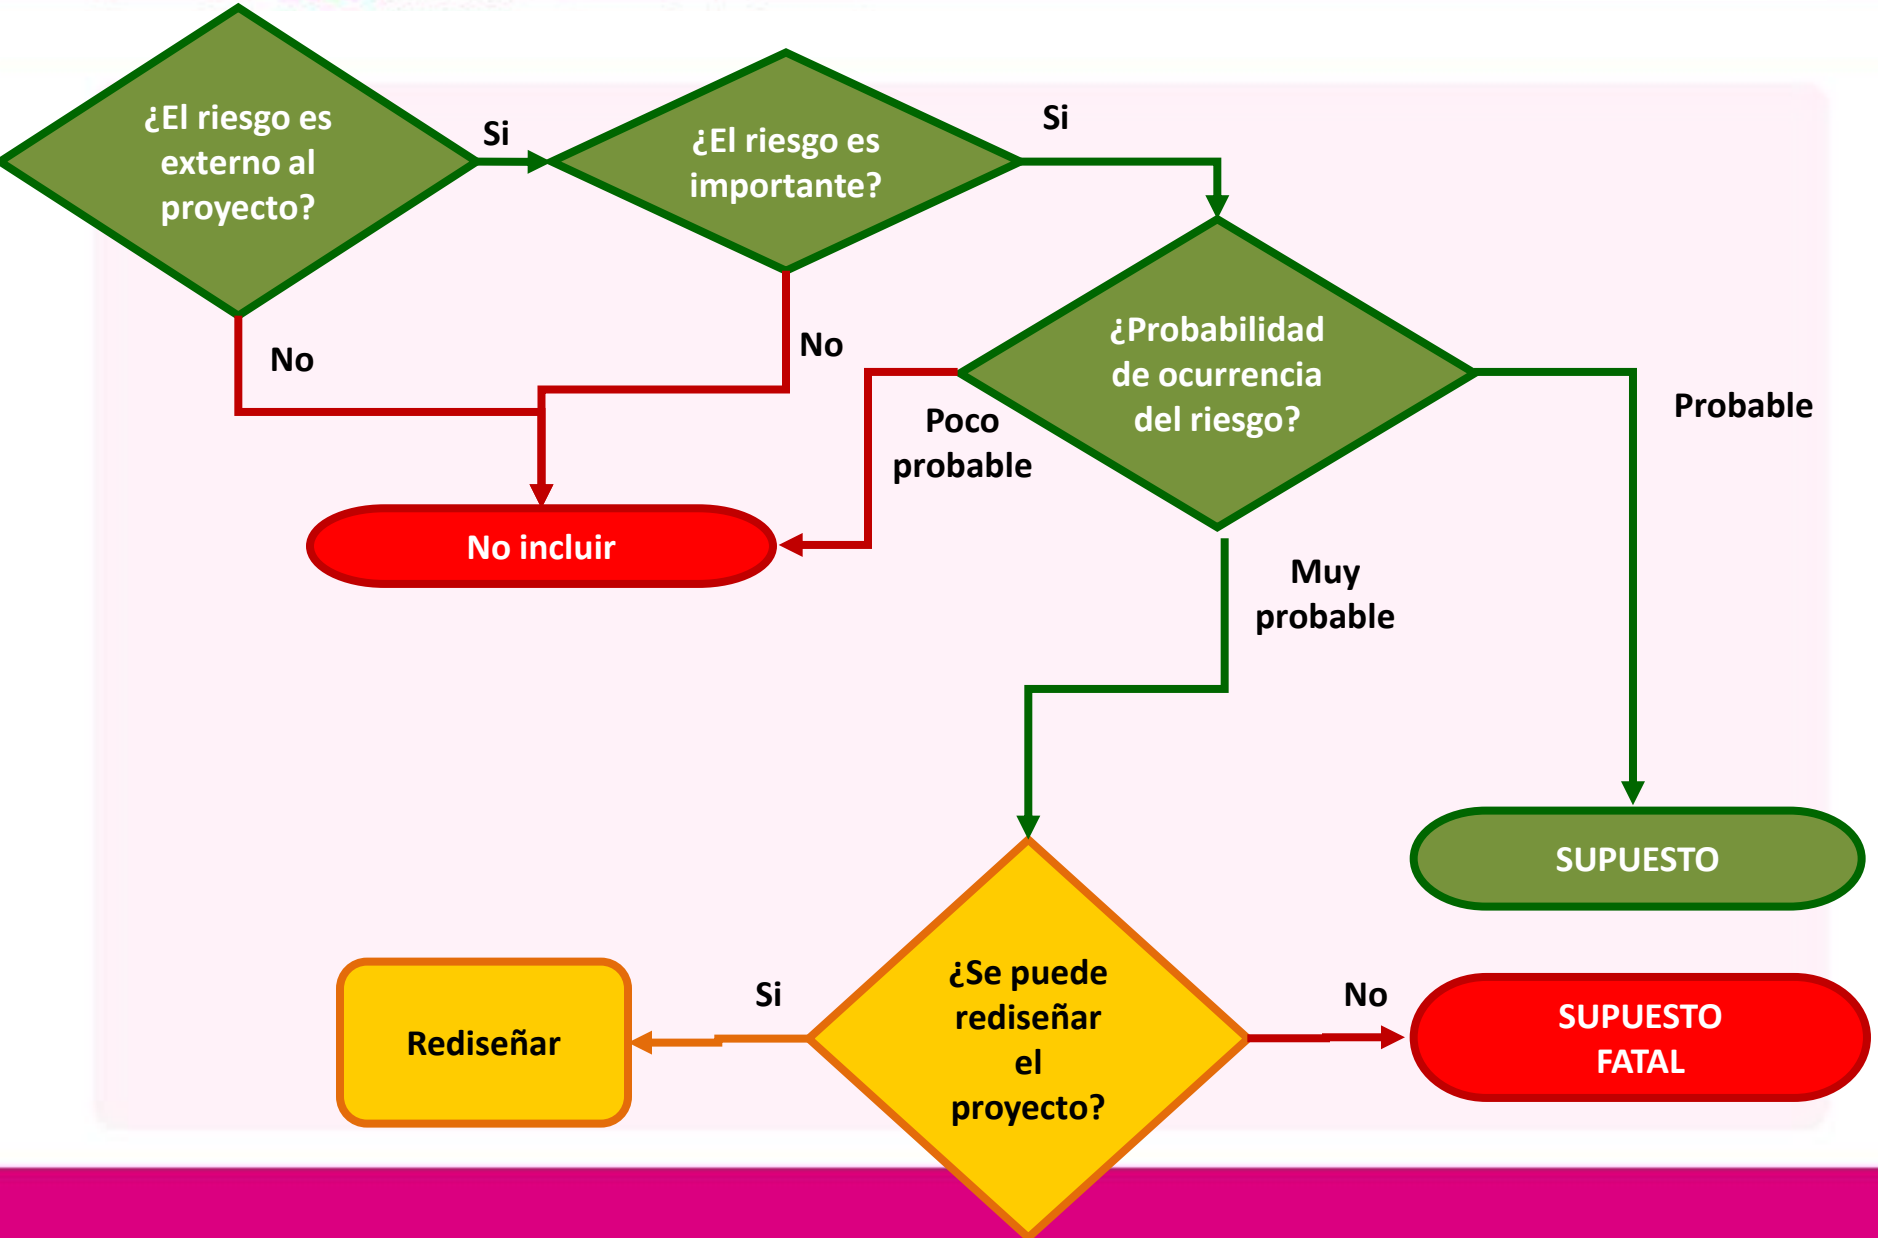 ¿El riesgo es
externo al
proyecto?
Si
¿El riesgo es
importante?
Si
No
No
¿Probabilidad
de ocurrencia
del riesgo?
Poco
probable
Probable
No incluir
Muy
probable
SUPUESTO
¿Se puede
rediseñar
el
proyecto?
Si
Rediseñar
No
SUPUESTO
FATAL